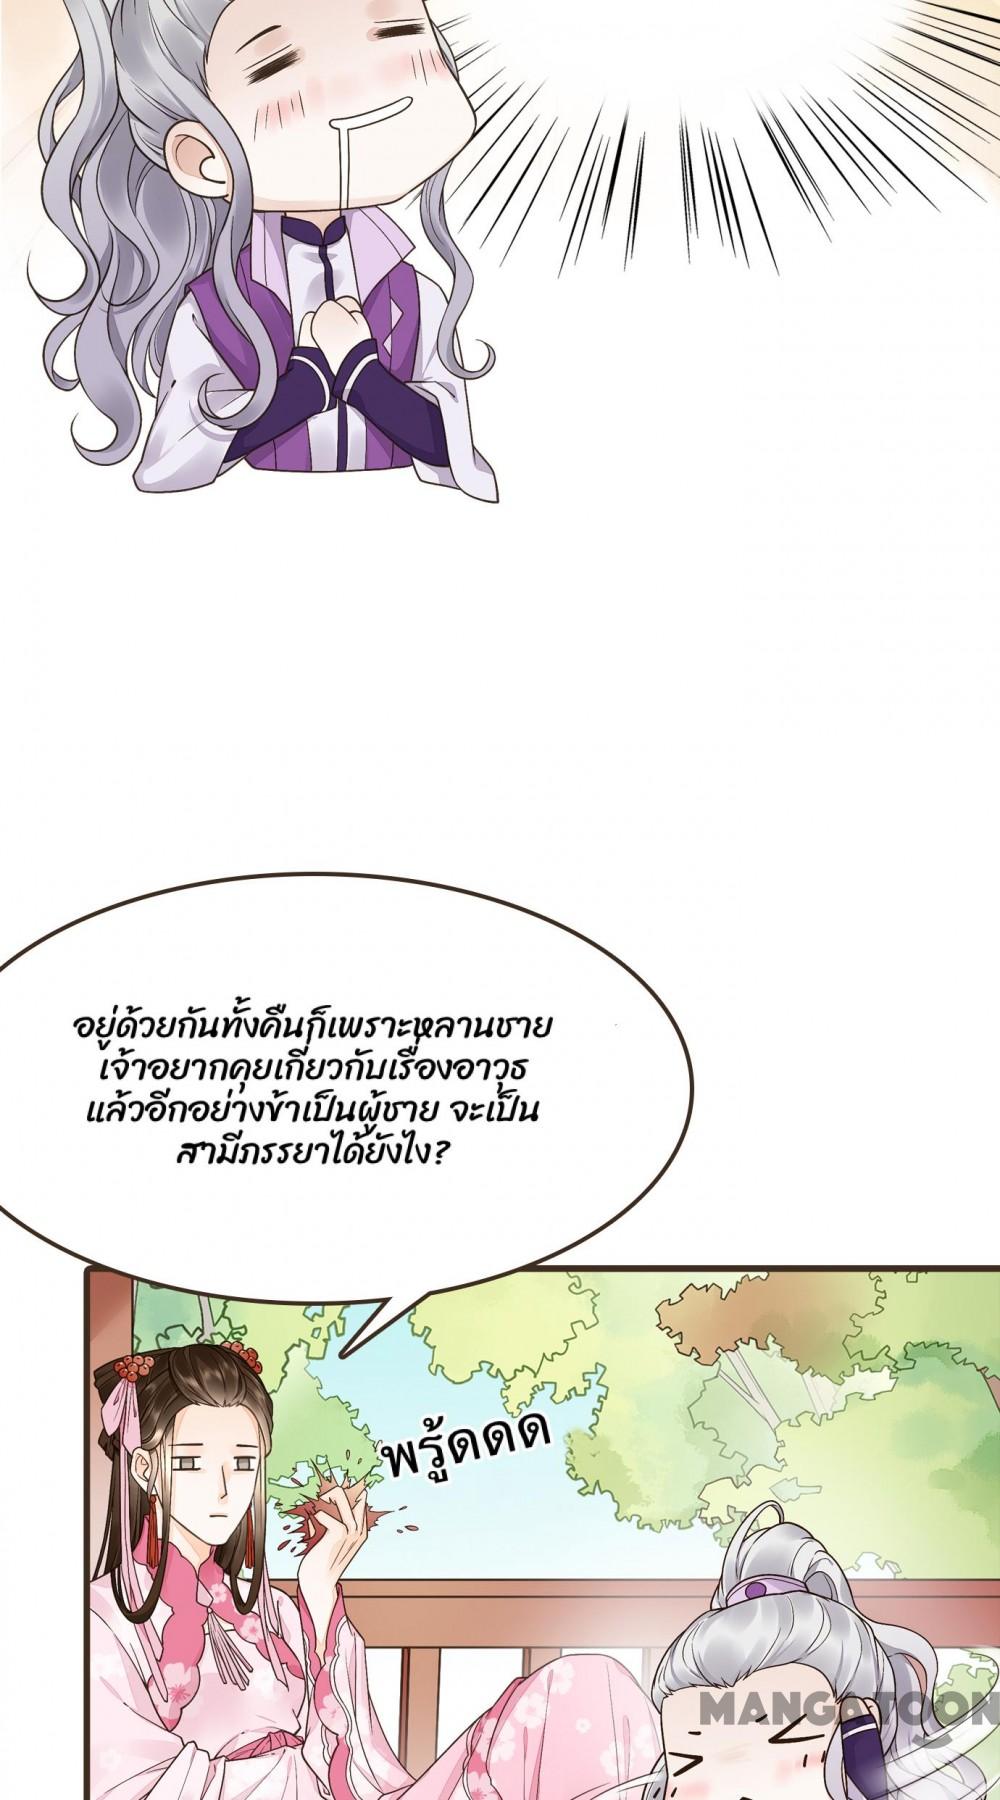 อยู่ด้วยกันทั้งคืนก็เพราะหลานชาย
เจ้าอยากคุยเกี่ยวกับเรื่องอาวุธ
แล้วอีกอย่างข้าเป็นผู้ชาย จะเป็น
สามีภรรยาได้ยังไง?
พรู้ดดด
MANGATOON